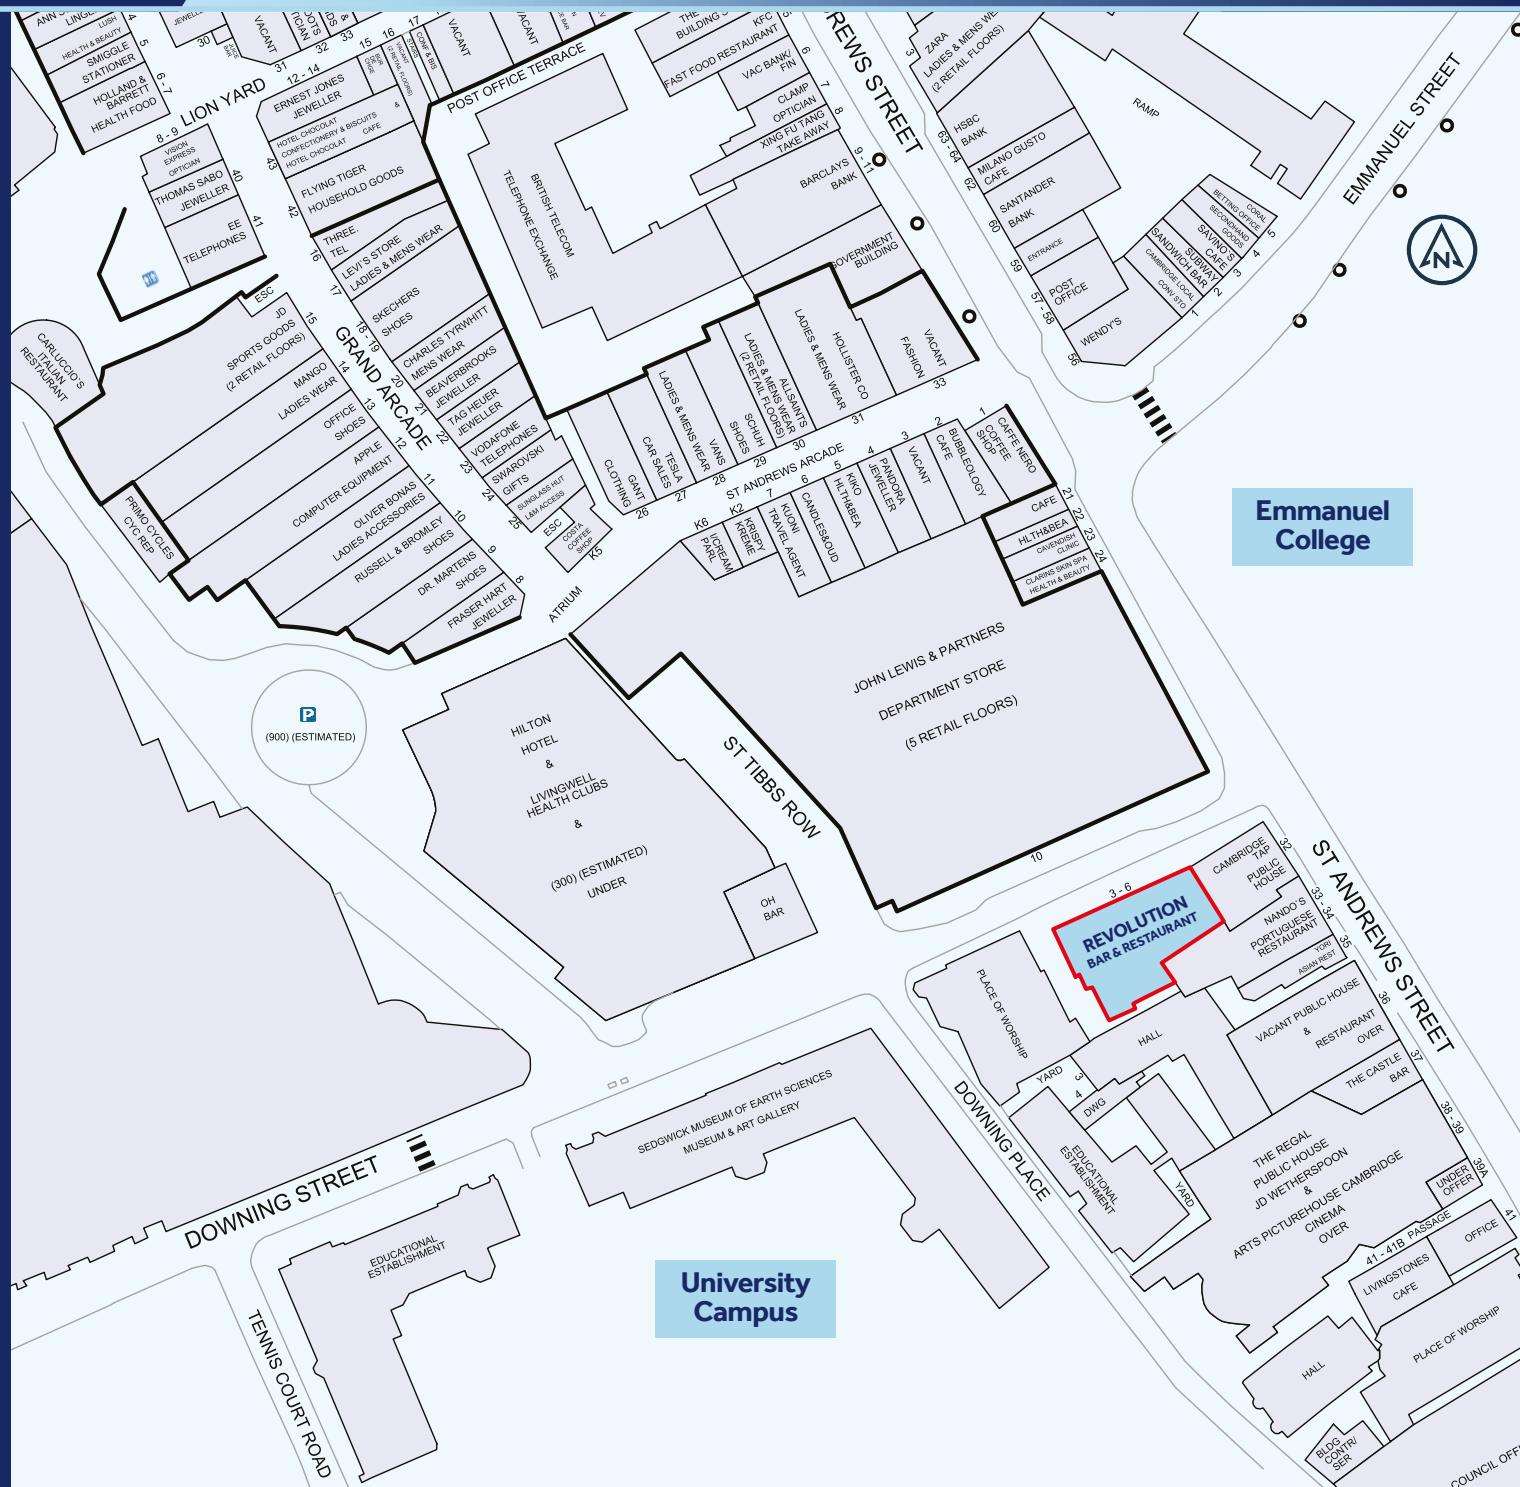 LUSH
HEALTH & BEAUTY
SMIGGLE
STATIONER
HOLLAND &
BARRETT
HEALTH FOOD
4
5
6 - 7
8 - 9
LION YARD
30
31
32
33
VACANT
12 - 14
15
16
17
ERNEST JONES
JEWELLER
HOTEL CHOCOLAT
CONFECTIONERY & BISCUITS
HOTEL CHOCOLAT CAFE
4
FLYING TIGER
HOUSEHOLD GOODS
43
42
VISION
EXPRESS
OPTICIAN
THOMAS SABO
JEWELLER
EE
TELEPHONES
40
41
VACANT
VACANT
POST OFFICE TERRACE
BRITISH TELECOM
TELEPHONE EXCHANGE
KFC
FAST FOOD RESTAURANT
VAC BANK/
FIN
CLAMP
OPTICIAN
XING FU TANG
TAKE AWAY
BARCLAYS
BANK
GOVERNMENT
BUILDING
6
7
8
9 - 11
REWS STREET
3
ZARA
LADIES & MENS WE
(2 RETAIL FLOORS)
HSBC
BANK
MILANO GUSTO
CAFE
SANTANDER
BANK
ENTRANCE
POST
OFFICE
WENDY'S
63 - 64
62
60
59
57 - 58
56
RAMP
EMMANUEL STREET
CORAL
BETTING OFFICE
SECONDHAND
GOODS
SAVINO'S
CAFE
SUBWAY
SANDWICH BAR
CAMBRIDGE LOCAL
CONV STO
5
4
3
2
1
N
THREE
TEL
LEVI'S STORE
LADIES & MENS WEAR
SKECHERS
SHOES
CHARLES TYRWHITT
MENS WEAR
BEAVERBROOKS
JEWELLER
TAG HEUER
JEWELLER
VODAFONE
TELEPHONES
SWAROVSKI
GIFTS
SUNGLASS HUT
L&M ACCESS
ESC
COSTA
COFFEE
SHOP
K5
16
17
18 - 19
20
21
22
23
24
25
GRAND ARCADE
ESC
JD
SPORTS GOODS
(2 RETAIL FLOORS)
MANGO
LADIES WEAR
OFFICE
SHOES
APPLE
COMPUTER EQUIPMENT
OLIVER BONAS
LADIES ACCESSORIES
RUSSELL & BROMLEY
SHOES
DR. MARTENS
SHOES
FRASER HART
JEWELLER
15
14
13
12
11
10
9
8
CARLUCCIO'S
ITALIAN
RESTAURANT
PRIMO CYCLES
CYC REP
ATRIUM
GANT
CLOTHING
TESLA
CAR SALES
VANS
LADIES & MENS WEAR
SCHUH
SHOES
ALLSAINTS
LADIES & MENS WEAR
(2 RETAIL FLOORS)
HOLLISTER CO
LADIES & MENS WEAR
VACANT
FASHION
26
27
28
29
30
31
33
ST ANDREWS ARCADE
K6
K2
7
6
5
4
3
2
1
I/CREAM
PARL
KRISPY
KREME
KUONI
TRAVEL AGENT
CANDLES&OUD
KIKO
HLTH&BEA
PANDORA
JEWELLER
VACANT
BUBBLEOLOGY
CAFE
CAFFE NERO
COFFEE
SHOP
CAFE
HLTH&BEA
CAVENDISH
CLINIC
CLARINS SKIN SPA
HEALTH & BEAUTY
21
22
23
24
Emmanuel
College
JOHN LEWIS & PARTNERS
DEPARTMENT STORE
(5 RETAIL FLOORS)
10
P
(900) (ESTIMATED)
HILTON
HOTEL
&
LIVINGWELL
HEALTH CLUBS
&
(300) (ESTIMATED)
UNDER
OH
BAR
ST TIBBS ROW
3 - 6
REVOLUTION
BAR & RESTAURANT
CAMBRIDGE
TAP
PUBLIC
HOUSE
NANDO'S
PORTUGUESE
RESTAURANT
YORI
ASIAN REST
VACANT PUBLIC HOUSE
&
RESTAURANT
OVER
THE CASTLE
BAR
32
33 - 34
35
36
37
38 - 39
39A
41
ST ANDREWS STREET
PLACE OF WORSHIP
HALL
YARD
3
4
DWG
EDUCATIONAL
ESTABLISHMENT
YARD
THE REGAL
PUBLIC HOUSE
JD WETHERSPOON
&
ARTS PICTUREHOUSE CAMBRIDGE
CINEMA
OVER
UNDER
OFFER
41 - 41B PASSAGE
OFFICE
LIVINGSTONES
CAFE
PLACE OF WORSHIP
HALL
BLDG
CONTR/
SER
COUNCIL OFF
DOWNING PLACE
SEDGWICK MUSEUM OF EARTH SCIENCES
MUSEUM & ART GALLERY
DOWNING STREET
EDUCATIONAL
ESTABLISHMENT
TENNIS COURT ROAD
University
Campus